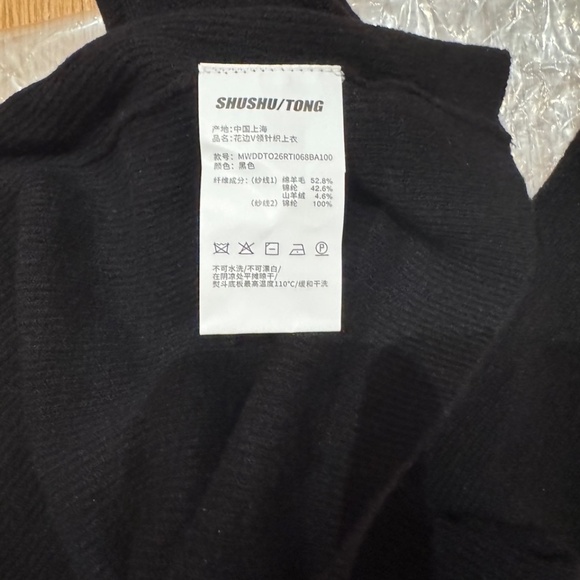 SHUSHU/TONG
产地: 中国上海
品名: 花边V领针织上衣
款号: MWDDTO26RTI068BA100
颜色: 黑色
纤维成分: (纱线1) 绵羊毛 52.8%
锦纶 42.6%
山羊绒 4.6%
(纱线2) 锦纶 100%
P
不可水洗/不可漂白/
在阴凉处平摊晾干/
熨斗底板最高温度110℃/缓和干洗